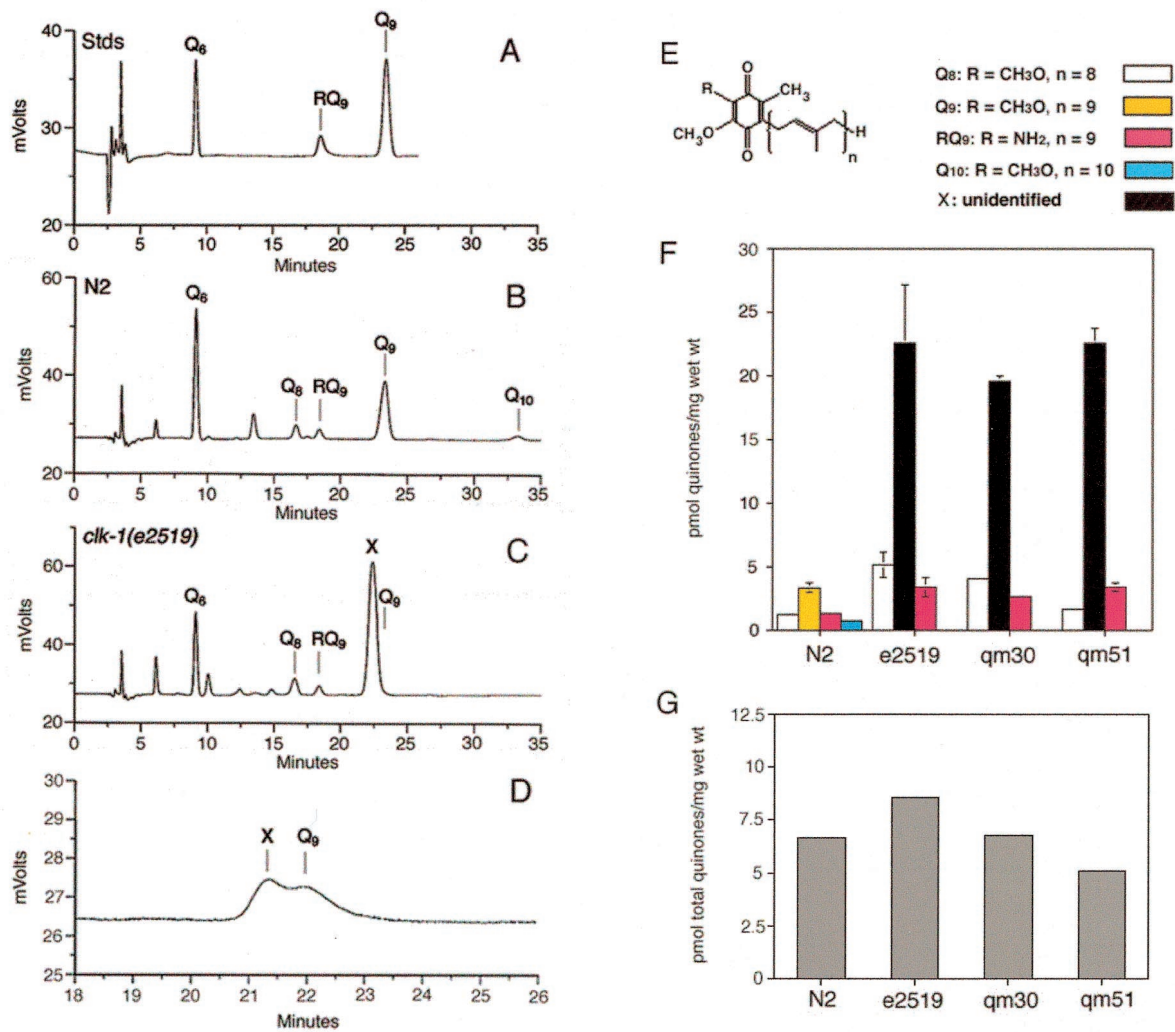 A
Stds
Q₆
RQ₉
Q₉
mVolts
40
30
20
0 5 10 15 20 25 30 35
Minutes
B
N2
Q₆
Q₈
RQ₉
Q₉
Q₁₀
mVolts
60
40
20
0 5 10 15 20 25 30 35
Minutes
C
clk-1(e2519)
Q₆
Q₈
RQ₉
X
Q₉
mVolts
60
40
20
0 5 10 15 20 25 30 35
Minutes
D
X
Q₉
mVolts
30
29
28
27
26
25
18 19 20 21 22 23 24 25 26
Minutes
E
O
R
CH₃
CH₃O
O
H
n
Q₈: R = CH₃O, n = 8
Q₉: R = CH₃O, n = 9
RQ₉: R = NH₂, n = 9
Q₁₀: R = CH₃O, n = 10
X: unidentified
F
pmol quinones/mg wet wt
30
25
20
15
10
5
0
N2 e2519 qm30 qm51
G
pmol total quinones/mg wet wt
12.5
10
7.5
5
2.5
0
N2 e2519 qm30 qm51